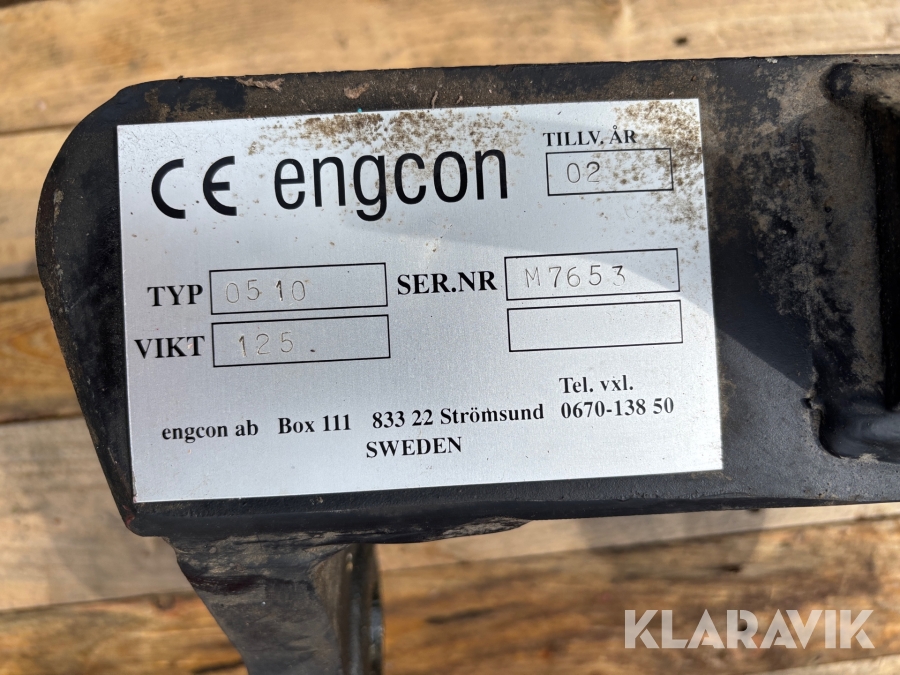 CE engcon
TILLV. ÅR
02
TYP 0510 SER.NR M7653
VIKT 125.
Tel. vxl.
engcon ab Box 111 833 22 Strömsund 0670-138 50
SWEDEN
KLARAVIK